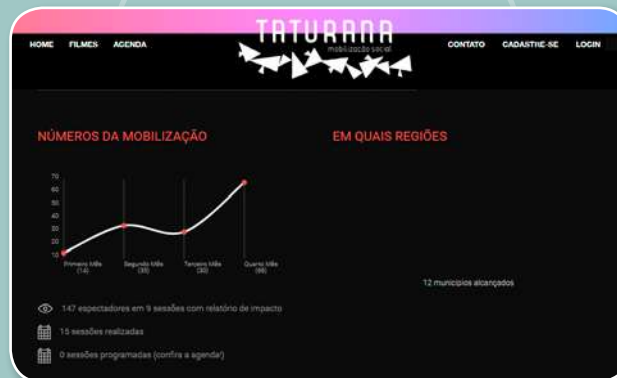 TATURANA
mobilização social
HOME FILMES AGENDA
CONTATO CADASTRE-SE LOGIN
NÚMEROS DA MOBILIZAÇÃO
EM QUAIS REGIÕES
70
60
50
40
30
20
10
Primeiro Mês Segundo Mês Terceiro Mês Quarto Mês
(14) (35) (30) (68)
12 municípios alcançados
147 espectadores em 9 sessões com relatório de impacto
15 sessões realizadas
0 sessões programadas (confira a agenda!)